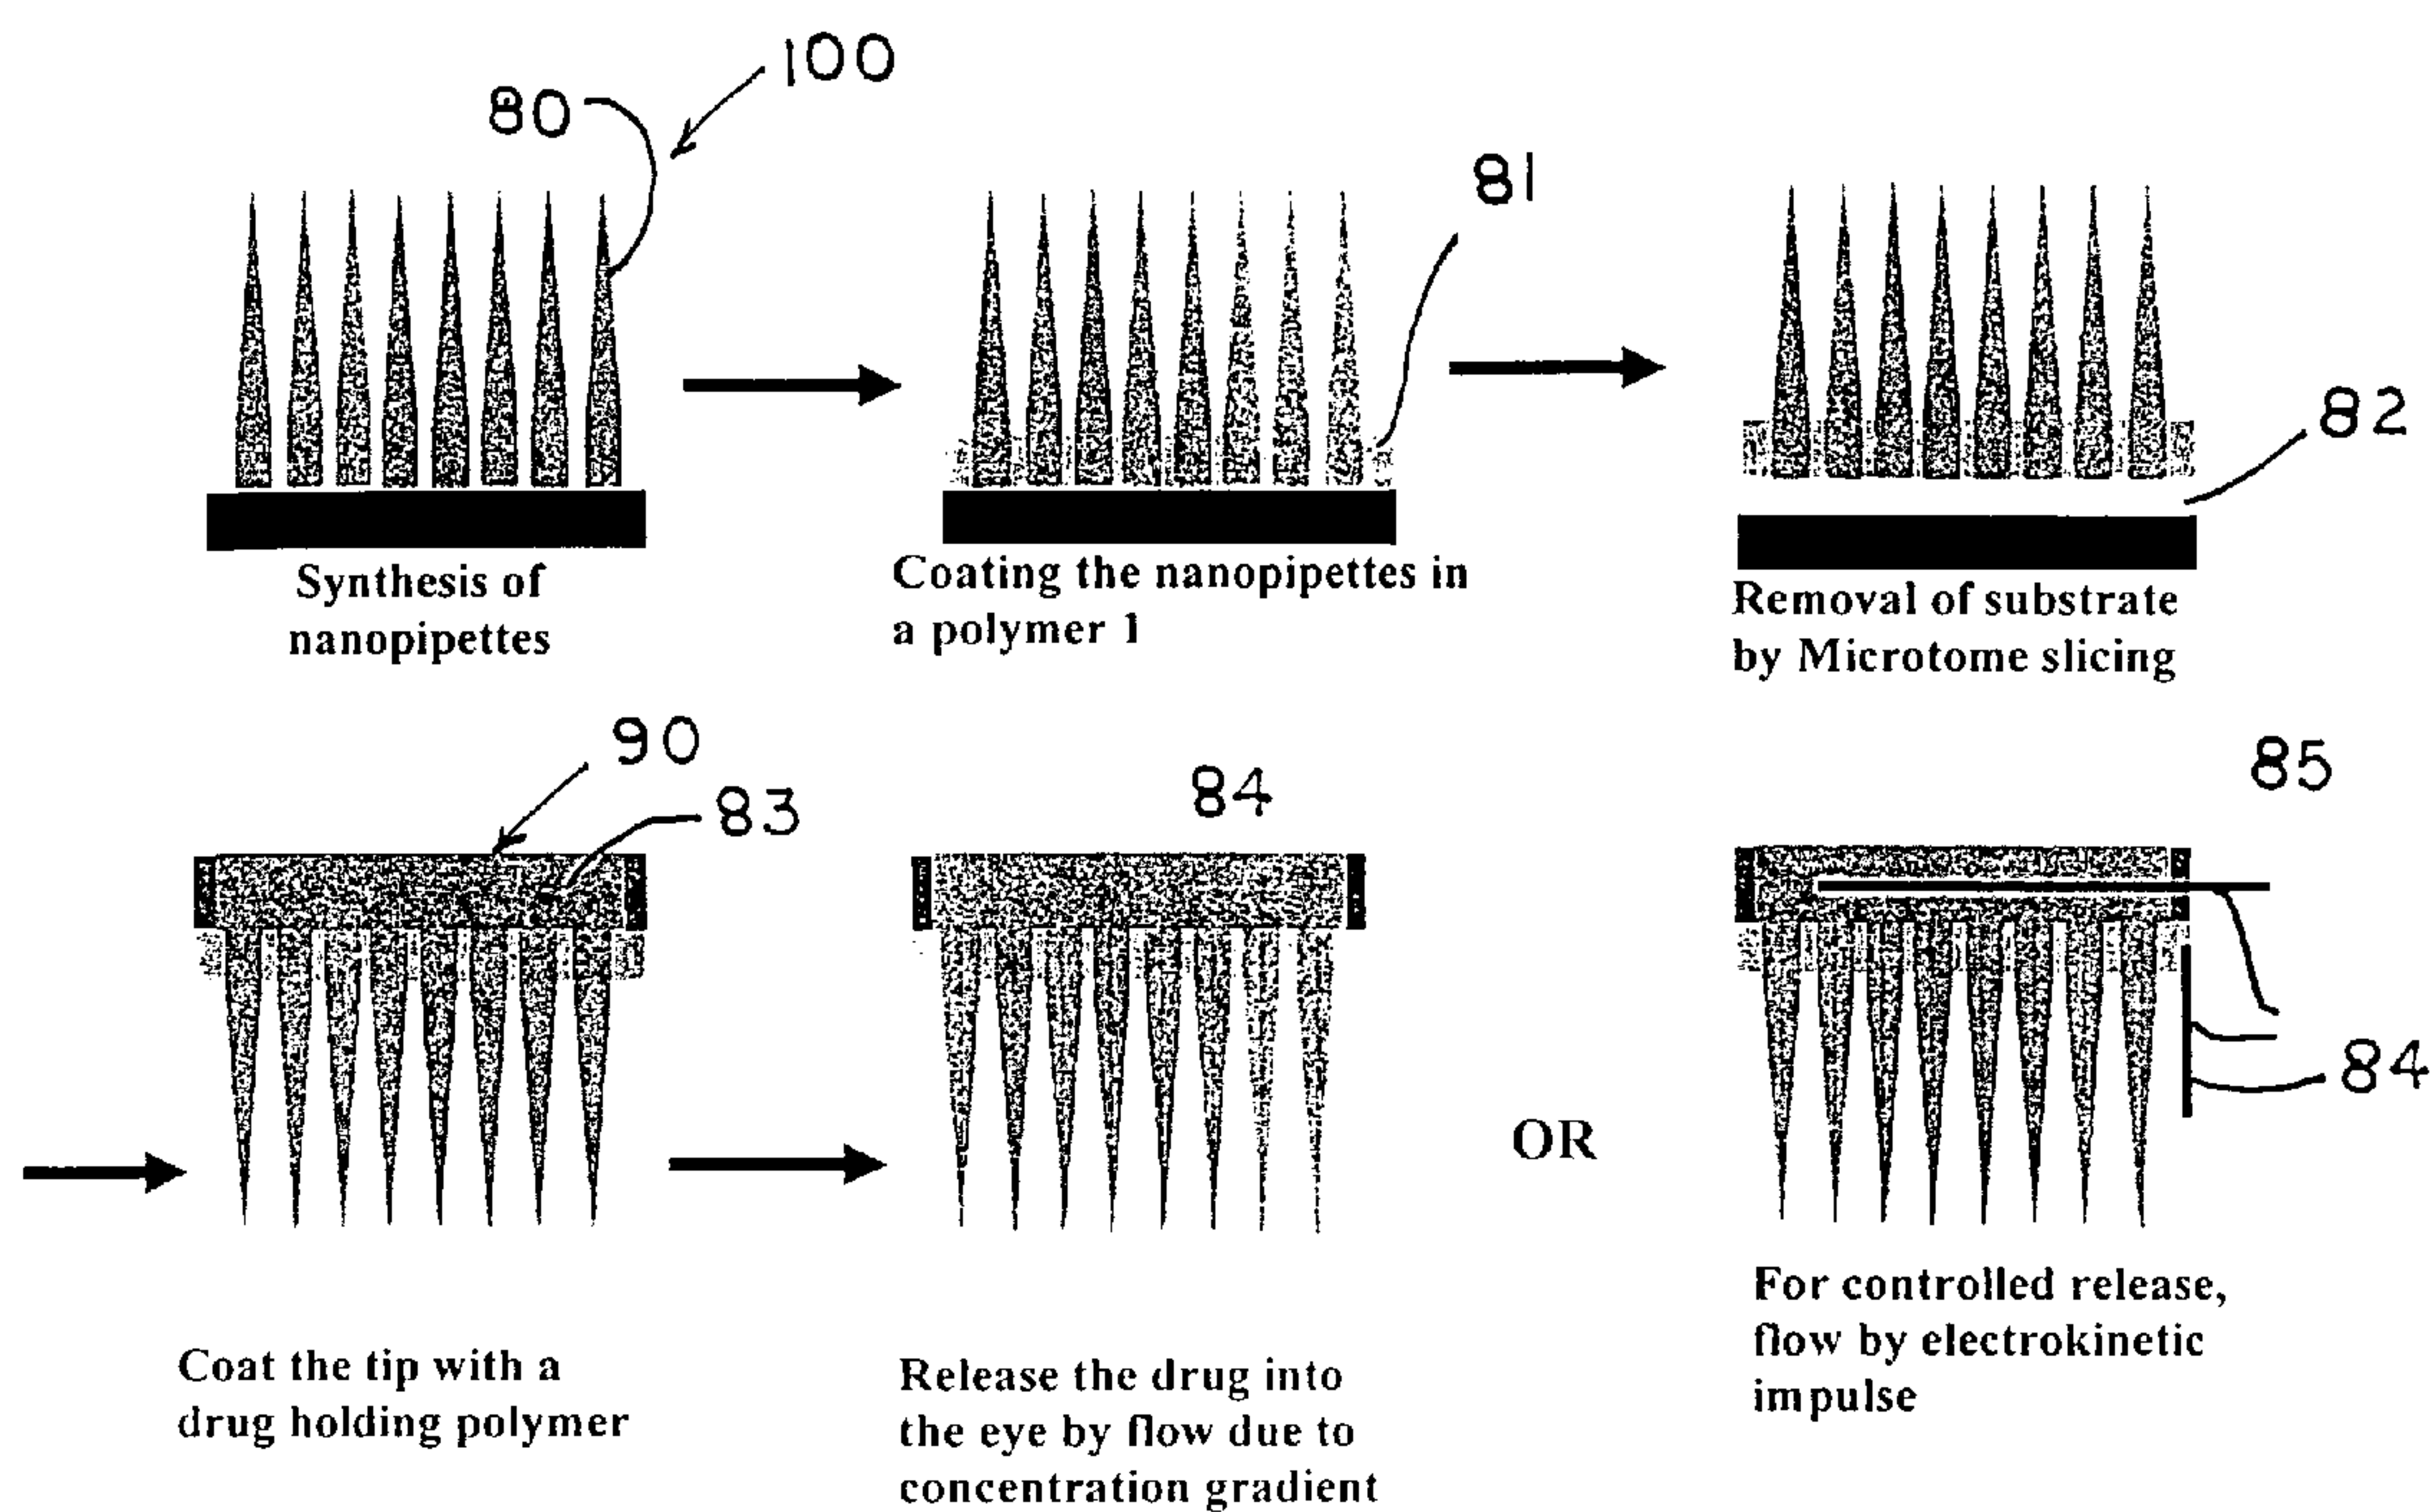 100
80
81
82
Synthesis of
nanopipettes
Coating the nanopipettes in
a polymer 1
Removal of substrate
by Microtome slicing
90
83
84
85
84
OR
Coat the tip with a
drug holding polymer
Release the drug into
the eye by flow due to
concentration gradient
For controlled release,
flow by electrokinetic
impulse